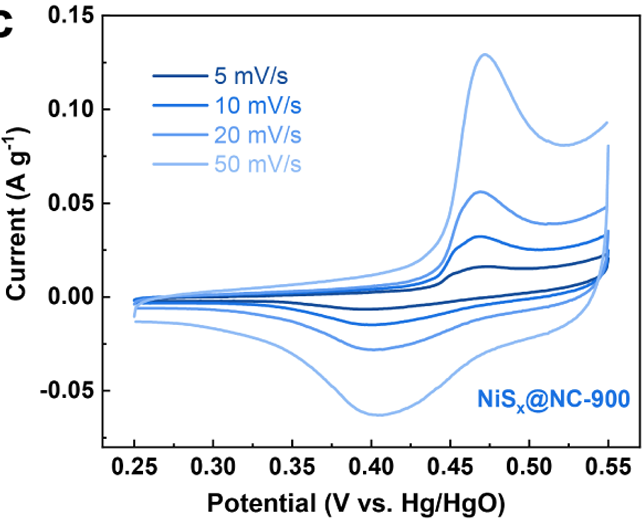 C
0.15
0.10
0.05
0.00
-0.05
Current (A g⁻¹)
5 mV/s
10 mV/s
20 mV/s
50 mV/s
NiSₓ@NC-900
0.25 0.30 0.35 0.40 0.45 0.50 0.55
Potential (V vs. Hg/HgO)